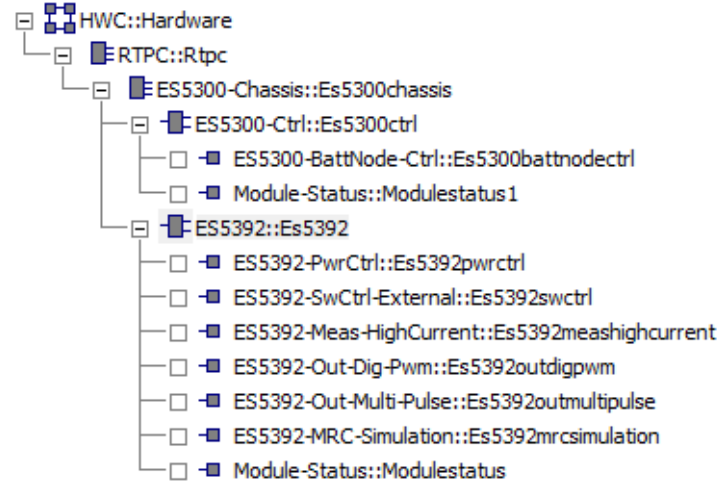 HWC::Hardware
RTPC::Rtpc
ES5300-Chassis::Es5300chassis
ES5300-Ctrl::Es5300ctrl
ES5300-BattNode-Ctrl::Es5300battnodectrl
Module-Status::Modulestatus1
ES5392::Es5392
ES5392-PwrCtrl::Es5392pwrctrl
ES5392-SwCtrl-External::Es5392swctrl
ES5392-Meas-HighCurrent::Es5392meashighcurrent
ES5392-Out-Dig-Pwm::Es5392outdigpwm
ES5392-Out-Multi-Pulse::Es5392outmultipulse
ES5392-MRC-Simulation::Es5392mrcsimulation
Module-Status::Modulestatus